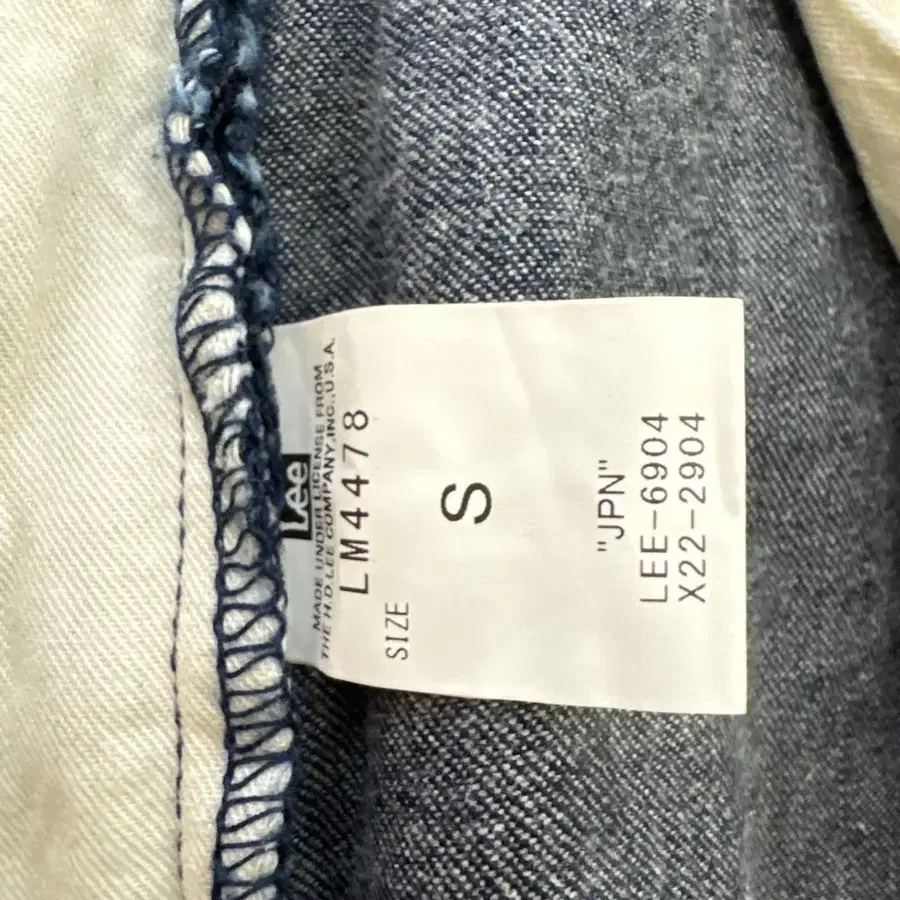 Lee
MADE UNDER LICENSE FROM
THE H.D.LEE COMPANY,INC.,U.S.A.
LM4478
SIZE
S
"JPN"
LEE-6904
X22-2904